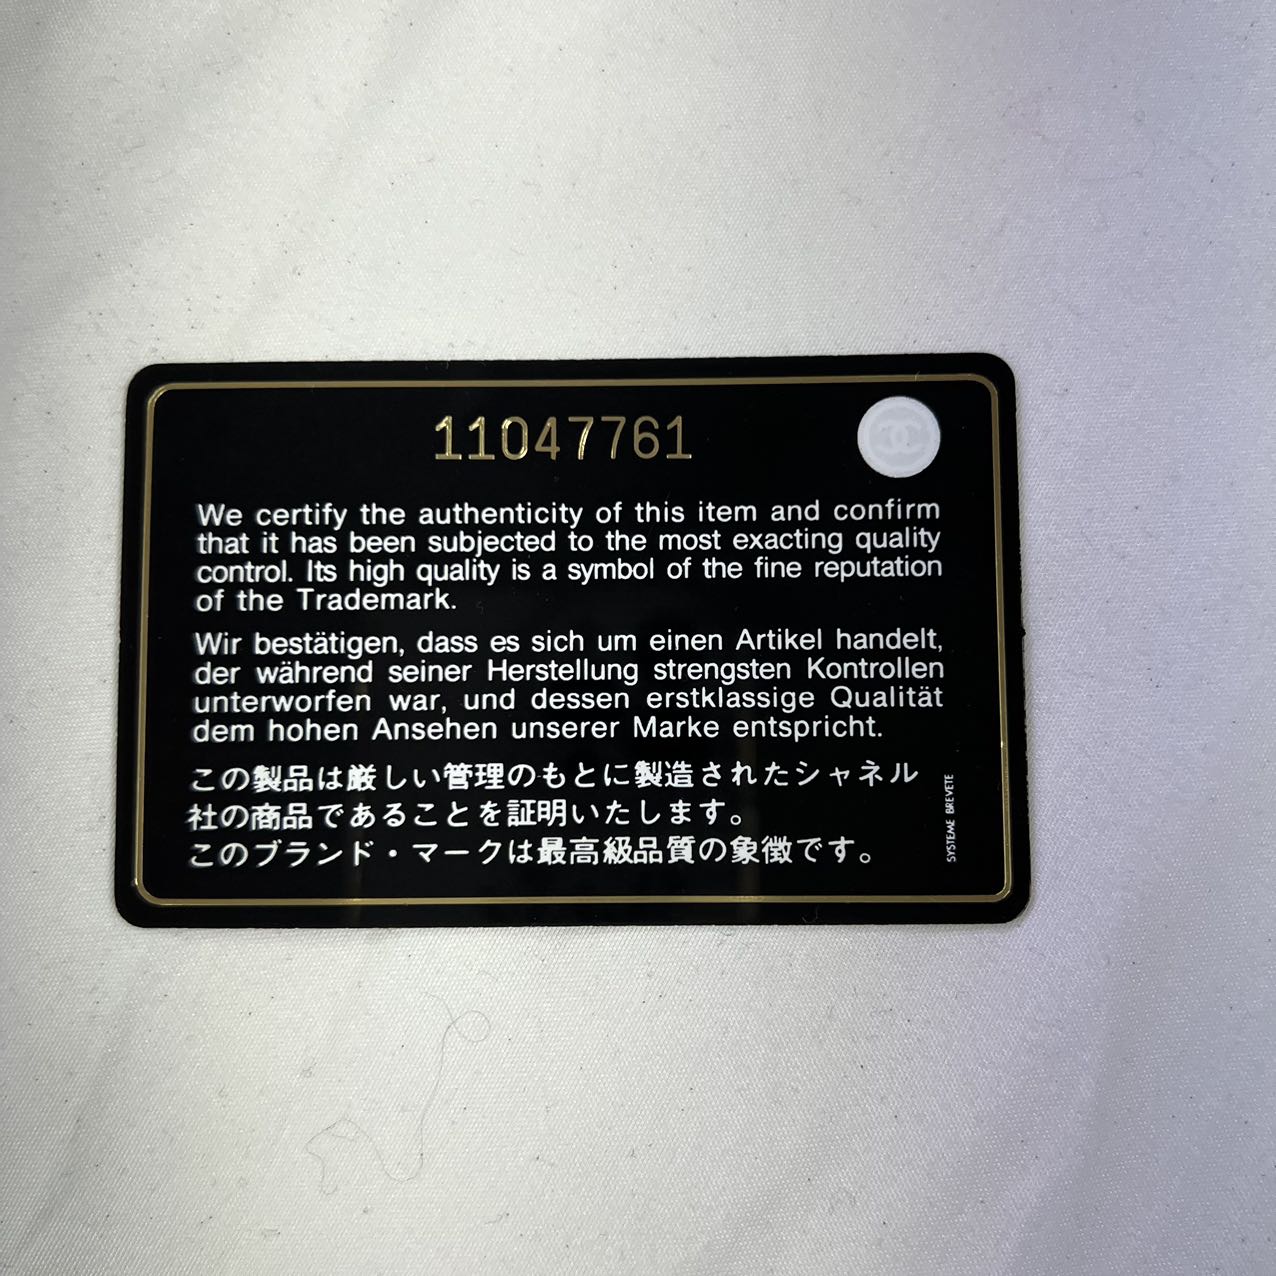 11047761
We certify the authenticity of this item and confirm
that it has been subjected to the most exacting quality
control. Its high quality is a symbol of the fine reputation
of the Trademark.
Wir bestätigen, dass es sich um einen Artikel handelt,
der während seiner Herstellung strengsten Kontrollen
unterworfen war, und dessen erstklassige Qualität
dem hohen Ansehen unserer Marke entspricht.
この製品は厳しい管理のもとに製造されたシャネル
社の商品であることを証明いたします。
このブランド・マークは最高級品質の象徴です。
SYSTEME BREVETE